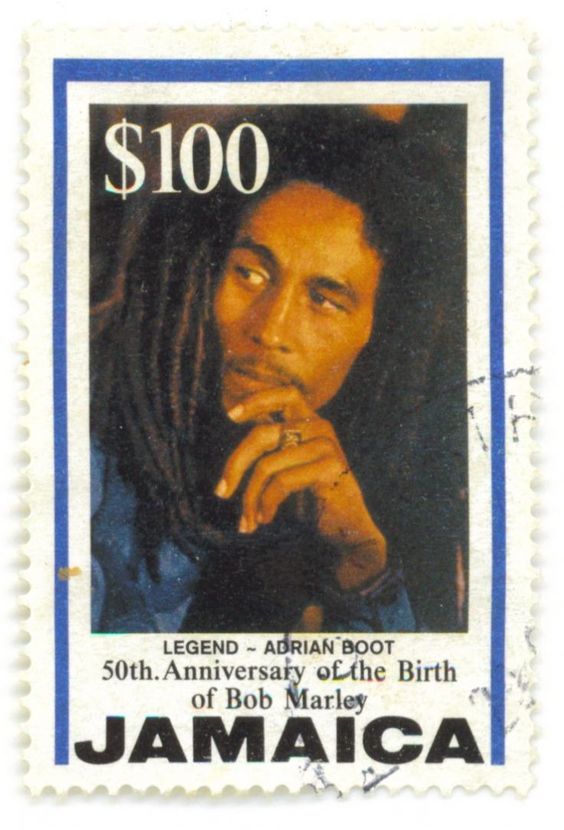 $100
LEGEND ~ ADRIAN BOOT
50th. Anniversary of the Birth
of Bob Marley
JAMAICA